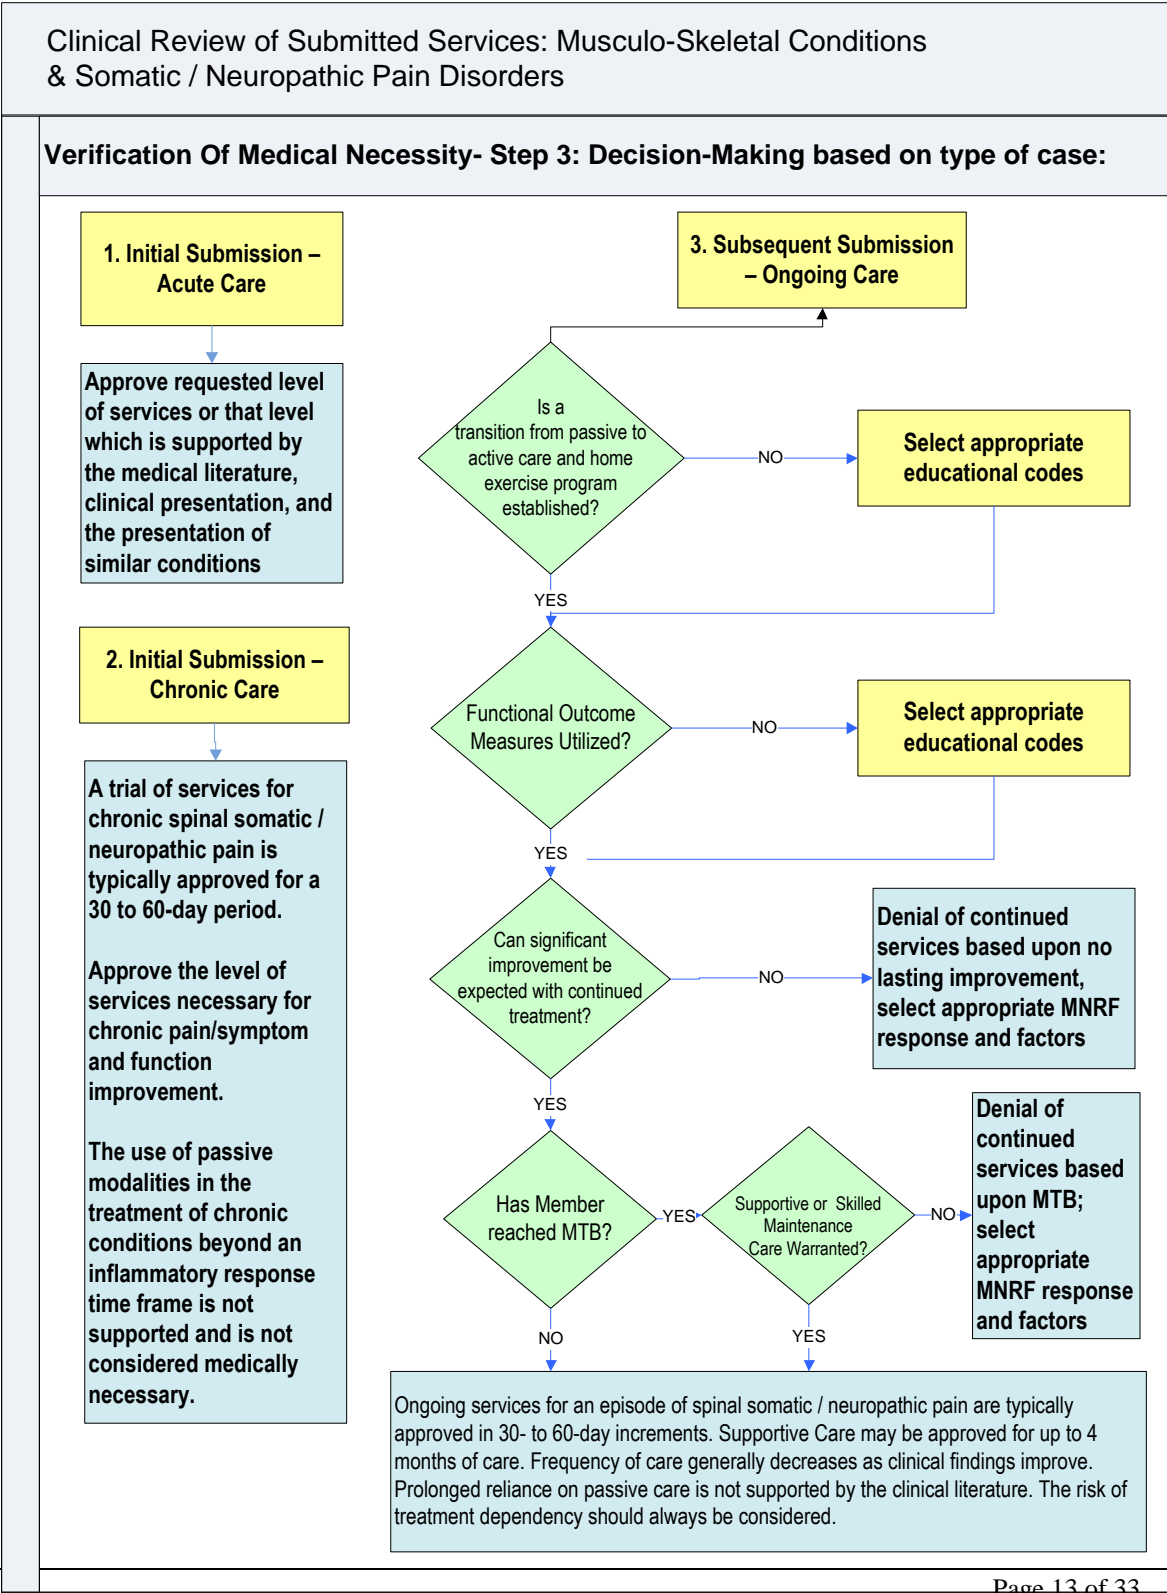 Clinical Review of Submitted Services: Musculo-Skeletal Conditions
& Somatic / Neuropathic Pain Disorders
Verification Of Medical Necessity- Step 3: Decision-Making based on type of case:
1. Initial Submission –
Acute Care
Approve requested level
of services or that level
which is supported by
the medical literature,
clinical presentation, and
the presentation of
similar conditions
2. Initial Submission –
Chronic Care
A trial of services for
chronic spinal somatic /
neuropathic pain is
typically approved for a
30 to 60-day period.
Approve the level of
services necessary for
chronic pain/symptom
and function
improvement.
The use of passive
modalities in the
treatment of chronic
conditions beyond an
inflammatory response
time frame is not
supported and is not
considered medically
necessary.
3. Subsequent Submission
– Ongoing Care
Is a
transition from passive to
active care and home
exercise program
established?
NO
Select appropriate
educational codes
YES
Functional Outcome
Measures Utilized?
NO
Select appropriate
educational codes
YES
Can significant
improvement be
expected with continued
treatment?
NO
Denial of continued
services based upon no
lasting improvement,
select appropriate MNRF
response and factors
YES
Has Member
reached MTB?
YES
Supportive or Skilled
Maintenance
Care Warranted?
NO
Denial of
continued
services based
upon MTB;
select
appropriate
MNRF response
and factors
NO
YES
Ongoing services for an episode of spinal somatic / neuropathic pain are typically
approved in 30- to 60-day increments. Supportive Care may be approved for up to 4
months of care. Frequency of care generally decreases as clinical findings improve.
Prolonged reliance on passive care is not supported by the clinical literature. The risk of
treatment dependency should always be considered.
Page 13 of 33